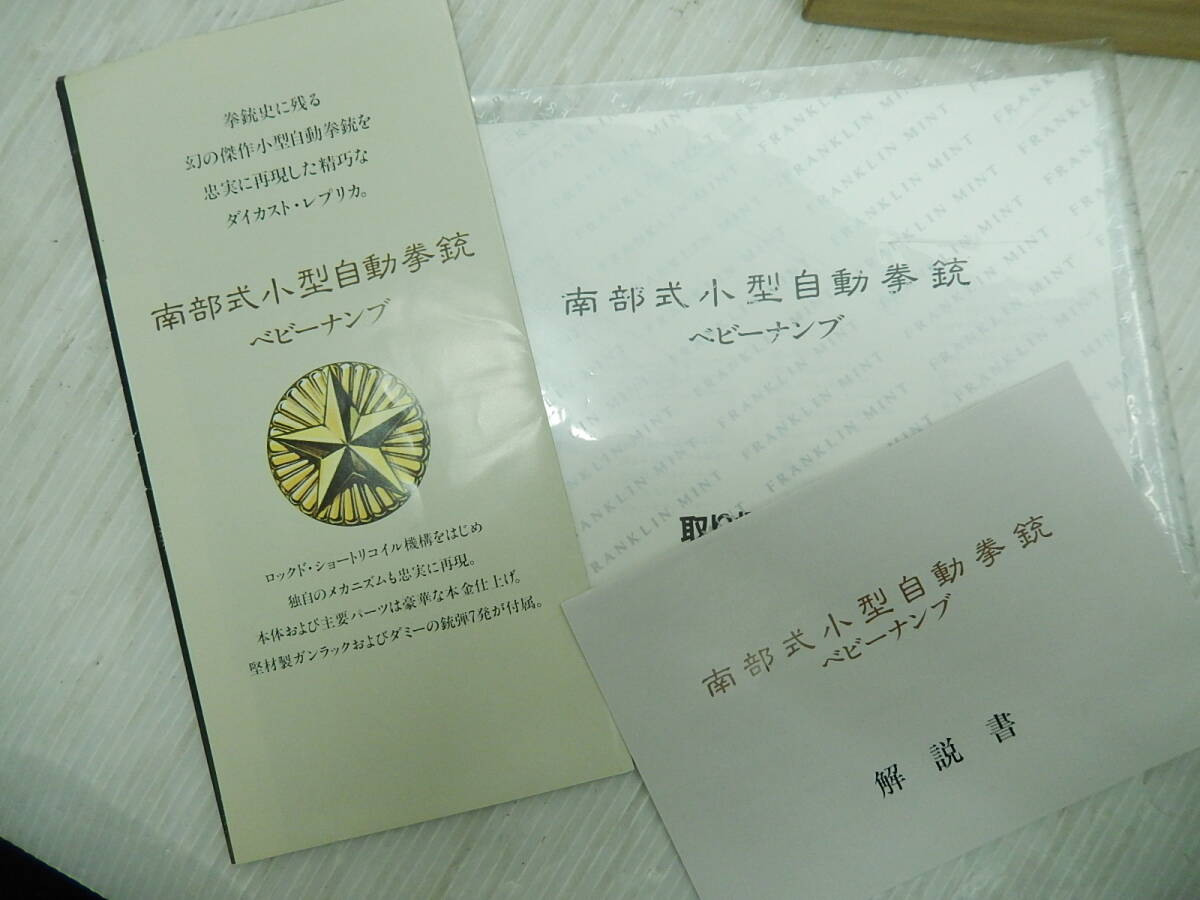 拳銃史に残る
幻の傑作小型自動拳銃を
忠実に再現した精巧な
ダイカスト・レプリカ。
南部式小型自動拳銃
ベビーナンブ
ロックド・ショートリコイル機構をはじめ
独自のメカニズムも忠実に再現。
本体および主要パーツは豪華な本金仕上げ。
堅材製ガンラックおよびダミーの銃弾7発が付属。
FRANKLIN MINT
南部式小型自動拳銃
ベビーナンブ
取り
南部式小型自動拳銃
ベビーナンブ
解説書